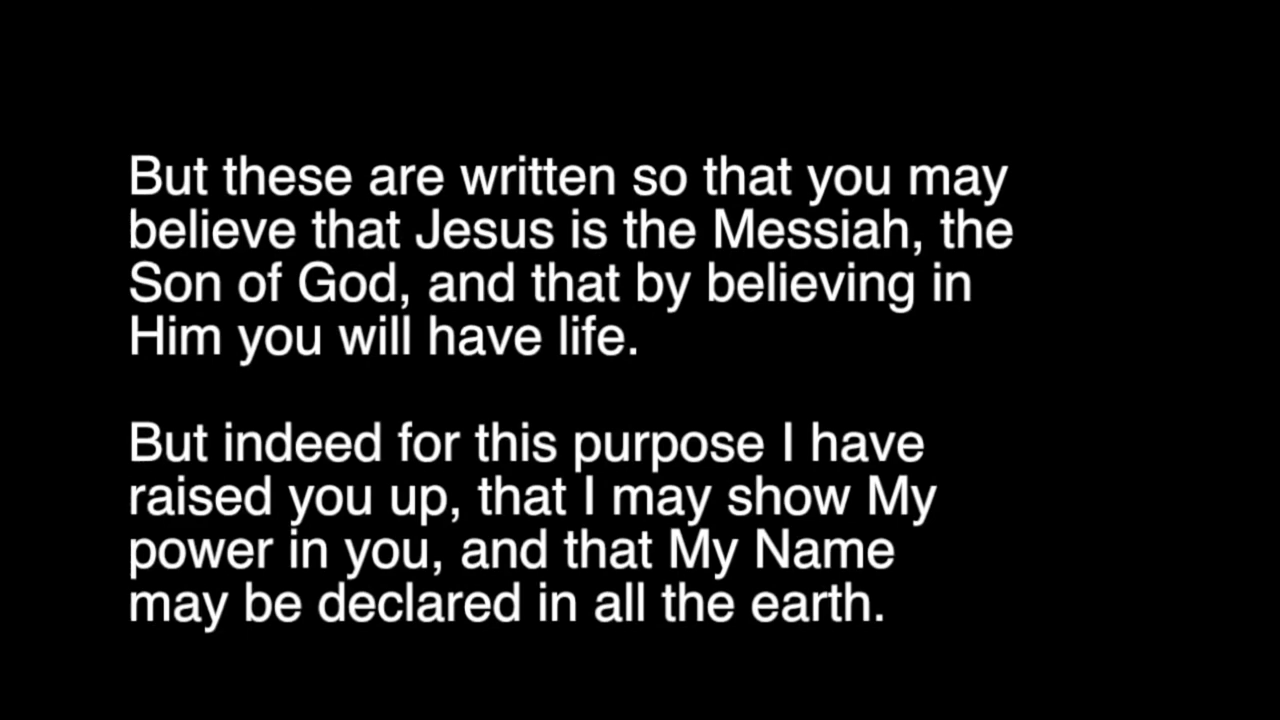 But these are written so that you may
believe that Jesus is the Messiah, the
Son of God, and that by believing in
Him you will have life.
But indeed for this purpose I have
raised you up, that I may show My
power in you, and that My Name
may be declared in all the earth.